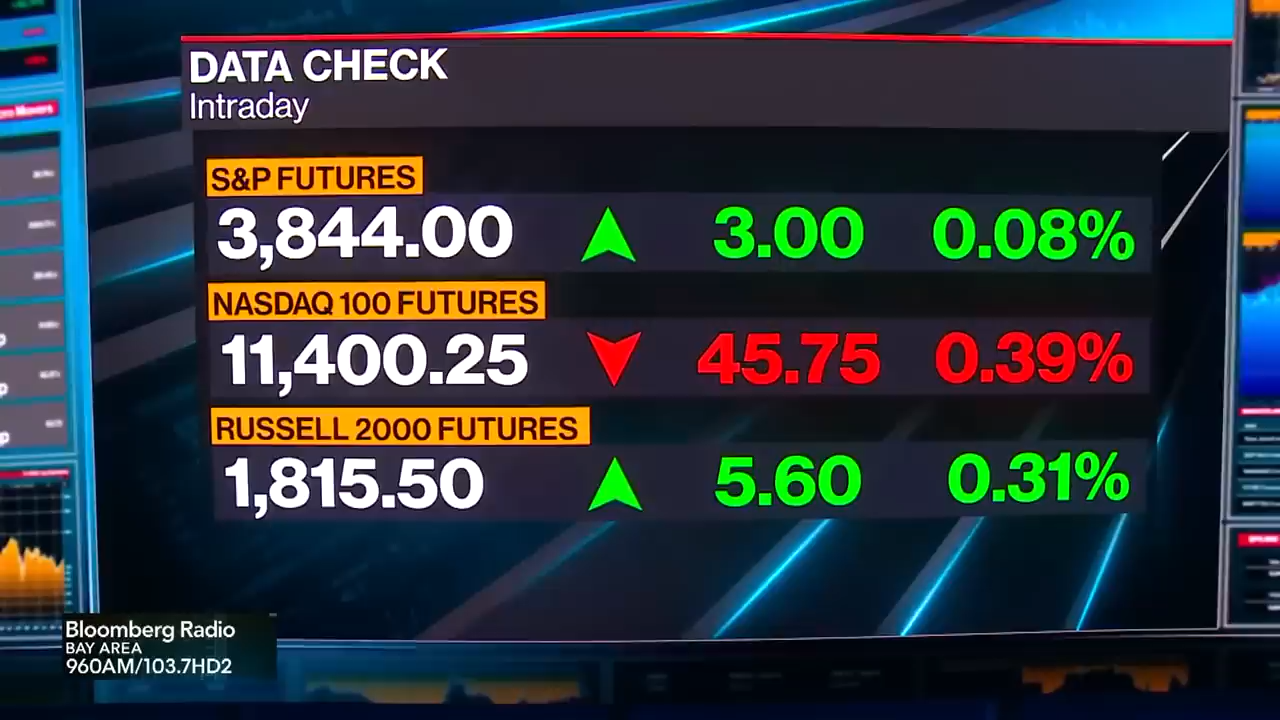 DATA CHECK
Intraday
S&P FUTURES
3,844.00 ▲ 3.00 0.08%
NASDAQ 100 FUTURES
11,400.25 ▼ 45.75 0.39%
RUSSELL 2000 FUTURES
1,815.50 ▲ 5.60 0.31%
Bloomberg Radio
BAY AREA
960AM/103.7HD2